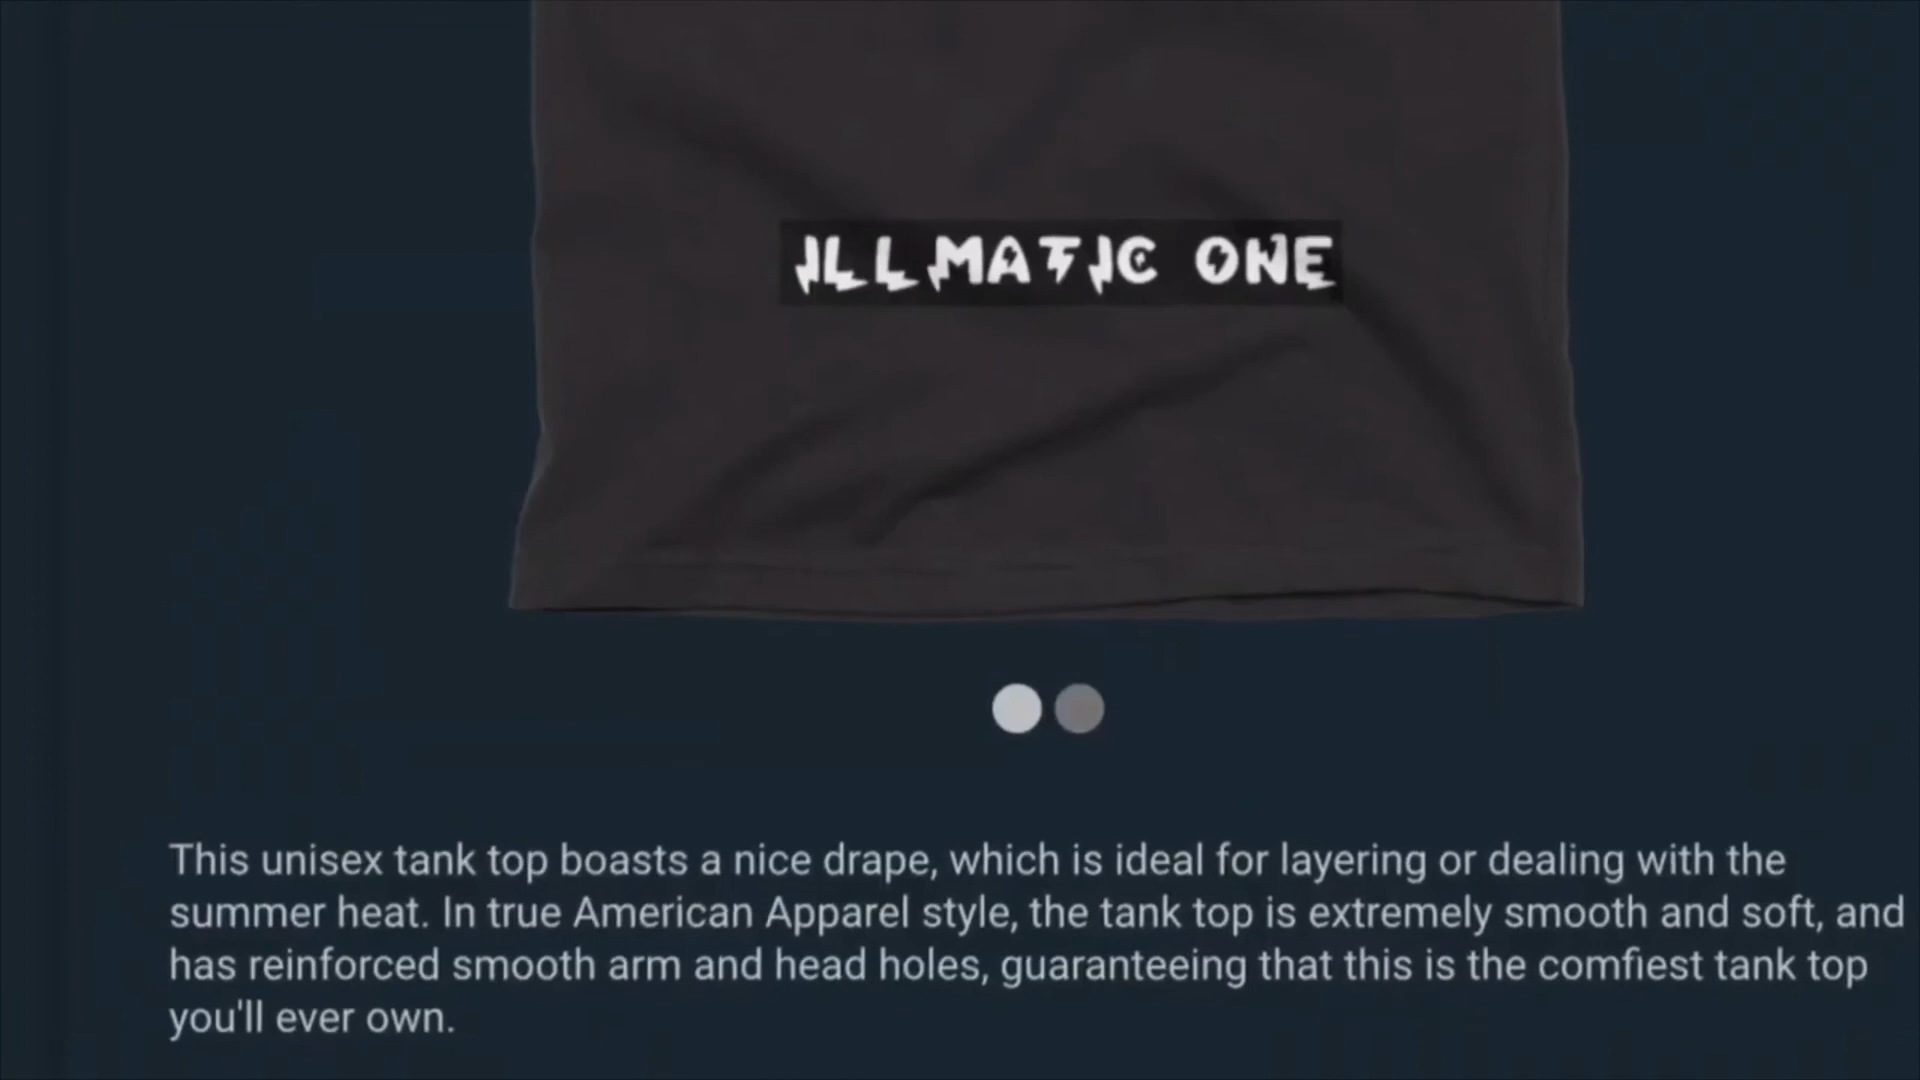 ILLMATIC ONE
This unisex tank top boasts a nice drape, which is ideal for layering or dealing with the
summer heat. In true American Apparel style, the tank top is extremely smooth and soft, and
has reinforced smooth arm and head holes, guaranteeing that this is the comfiest tank top
you'll ever own.